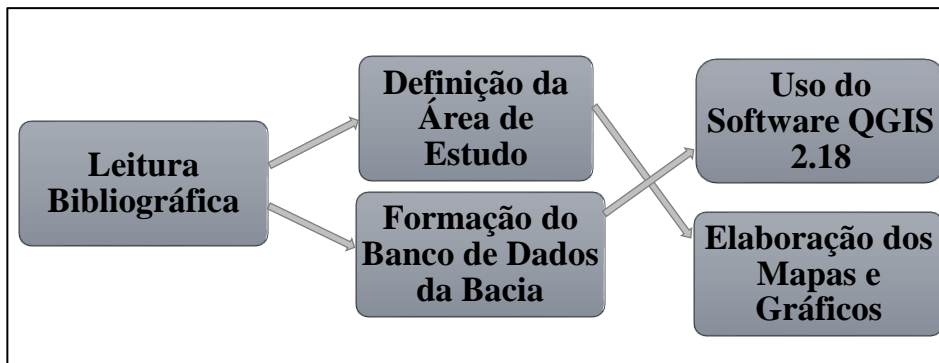 Leitura
Bibliográfica
Definição da
Área de
Estudo
Formação do
Banco de Dados
da Bacia
Uso do
Software QGIS
2.18
Elaboração dos
Mapas e
Gráficos